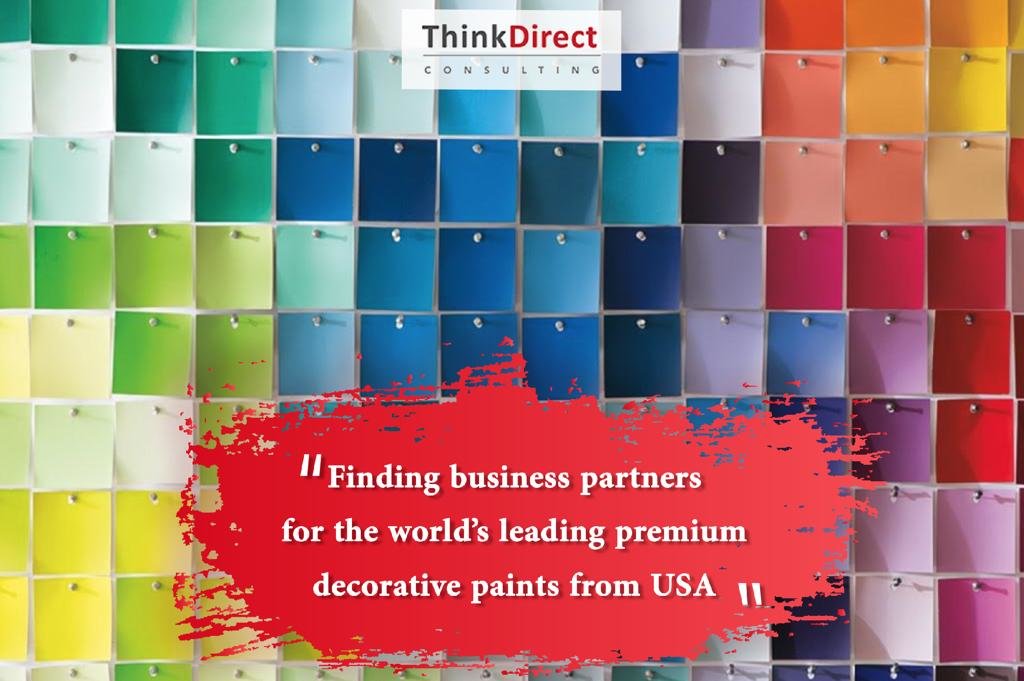 ThinkDirect
CONSULTING
"Finding business partners
for the world’s leading premium
decorative paints from USA "